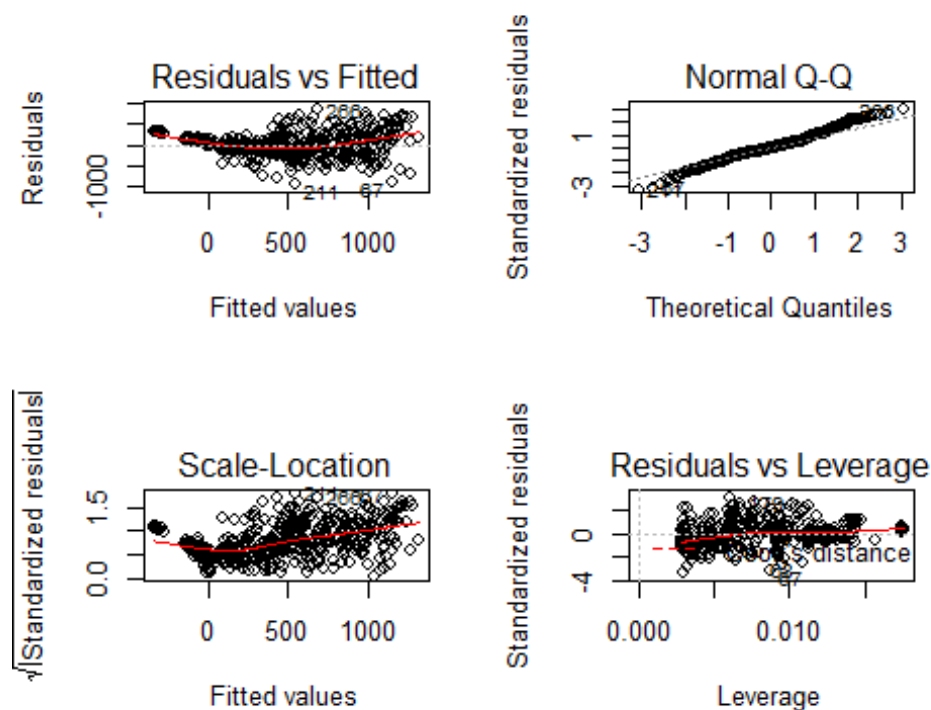 Residuals vs Fitted
Residuals
-1000
211
67
0 500 1000
Fitted values
Normal Q-Q
Standardized residuals
-3 1
-3 -1 0 1 2 3
Theoretical Quantiles
Scale-Location
√|Standardized residuals|
0.0 1.5
0 500 1000
Fitted values
Residuals vs Leverage
Standardized residuals
-4 0
Cook's distance
67
0.000 0.010
Leverage